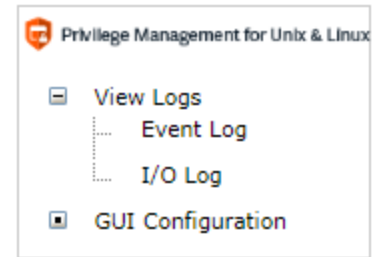 Privilege Management for Unix & Linux
View Logs
Event Log
I/O Log
GUI Configuration